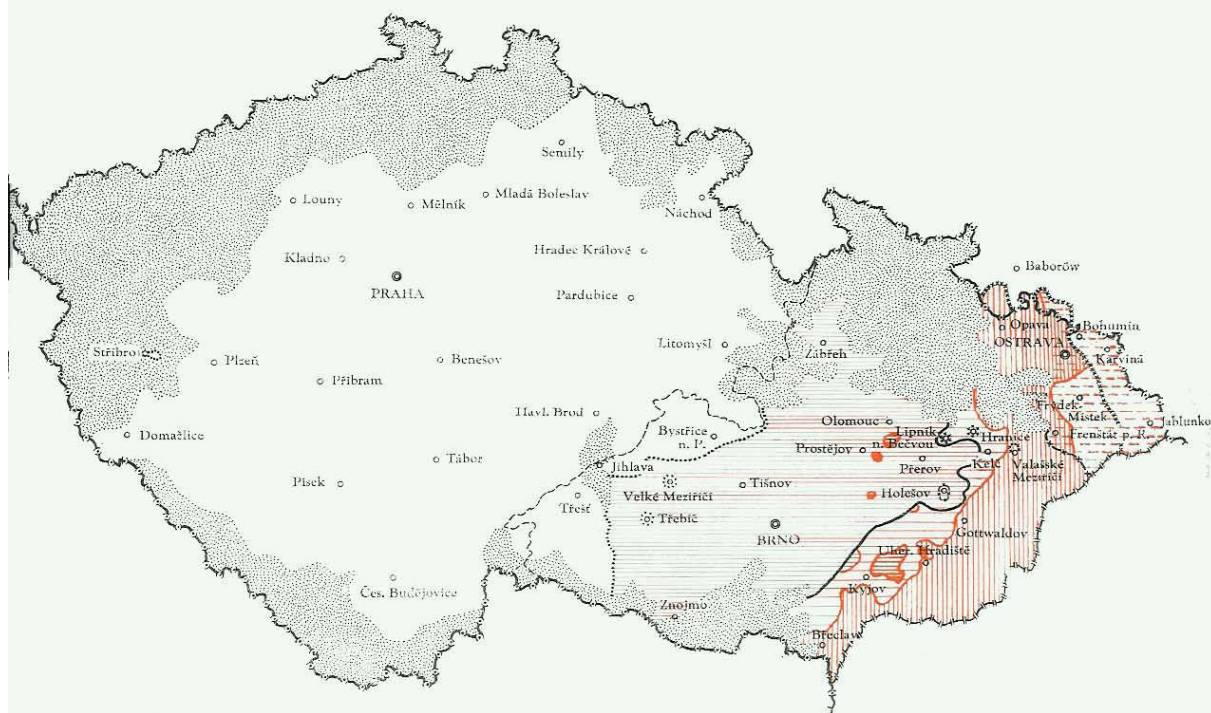 Semily
Louny
Mělník
Mladá Boleslav
Náchod
Kladno
Hradec Králové
PRAHA
Pardubice
Baborów
Opava
Bohumín
OSTRAVA
Karviná
Stříbro
Plzeň
Benešov
Litomyšl
Zábřeh
Příbram
Frýdek
Místek
Havl. Brod
Olomouc
Lipník
n. Bečvou
Hranice
Frenštát p. R.
Jablunko
Domažlice
Bystřice
n. P.
Prostějov
Přerov
Kelč
Valašské
Meziříčí
Tábor
Jihlava
Písek
Velké Meziříčí
Tišnov
Holešov
Třešť
Třebíč
BRNO
Gottwaldov
Uher. Hradiště
Kyjov
Čes. Budějovice
Znojmo
Břeclav